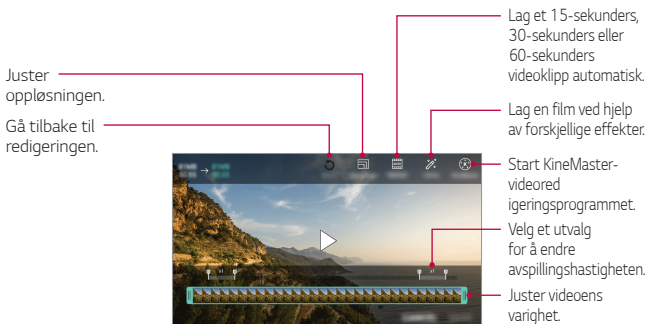 Juster
oppløsningen.
Gå tilbake til
redigeringen.
Lag et 15-sekunders,
30-sekunders eller
60-sekunders
videoklipp automatisk.
Lag en film ved hjelp
av forskjellige effekter.
Start KineMaster-
videored
igeringsprogrammet.
Velg et utvalg
for å endre
avspillingshastigheten.
Juster videoens
varighet.
x1
x1